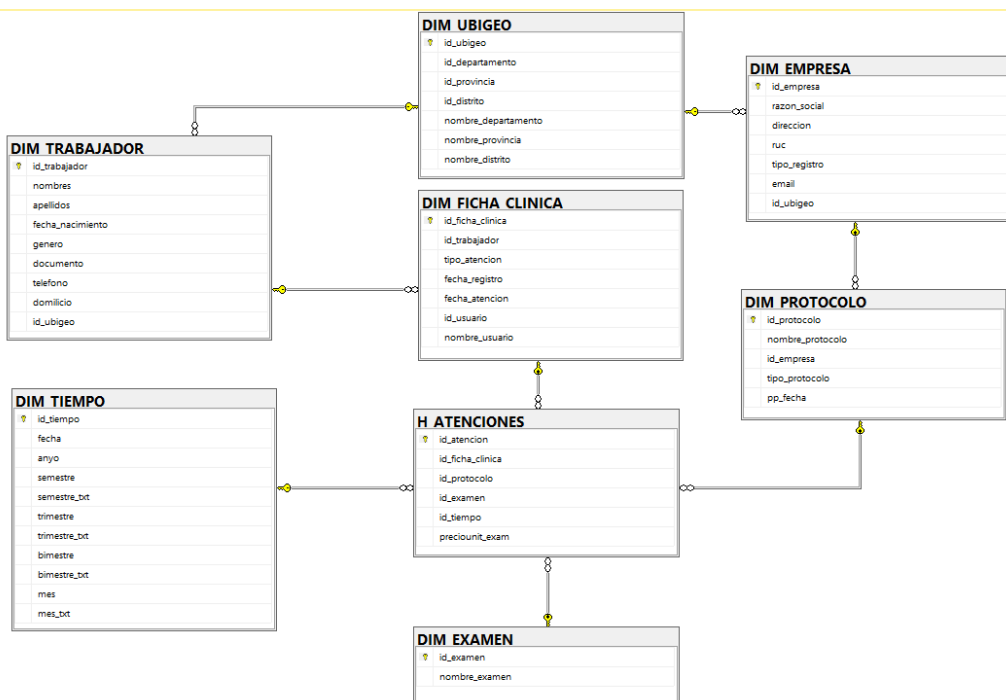 DIM UBIGEO
id_ubigeo
id_departamento
id_provincia
id_distrito
nombre_departamento
nombre_provincia
nombre_distrito
DIM EMPRESA
id_empresa
razon_social
direccion
ruc
tipo_registro
email
id_ubigeo
DIM TRABAJADOR
id_trabajador
nombres
apellidos
fecha_nacimiento
genero
documento
telefono
domilicio
id_ubigeo
DIM FICHA CLINICA
id_ficha_clinica
id_trabajador
tipo_atencion
fecha_registro
fecha_atencion
id_usuario
nombre_usuario
DIM PROTOCOLO
id_protocolo
nombre_protocolo
id_empresa
tipo_protocolo
pp_fecha
DIM TIEMPO
id_tiempo
fecha
anyo
semestre
semestre_txt
trimestre
trimestre_txt
bimestre
bimestre_txt
mes
mes_txt
H ATENCIONES
id_atencion
id_ficha_clinica
id_protocolo
id_examen
id_tiempo
preciounit_exam
DIM EXAMEN
id_examen
nombre_examen